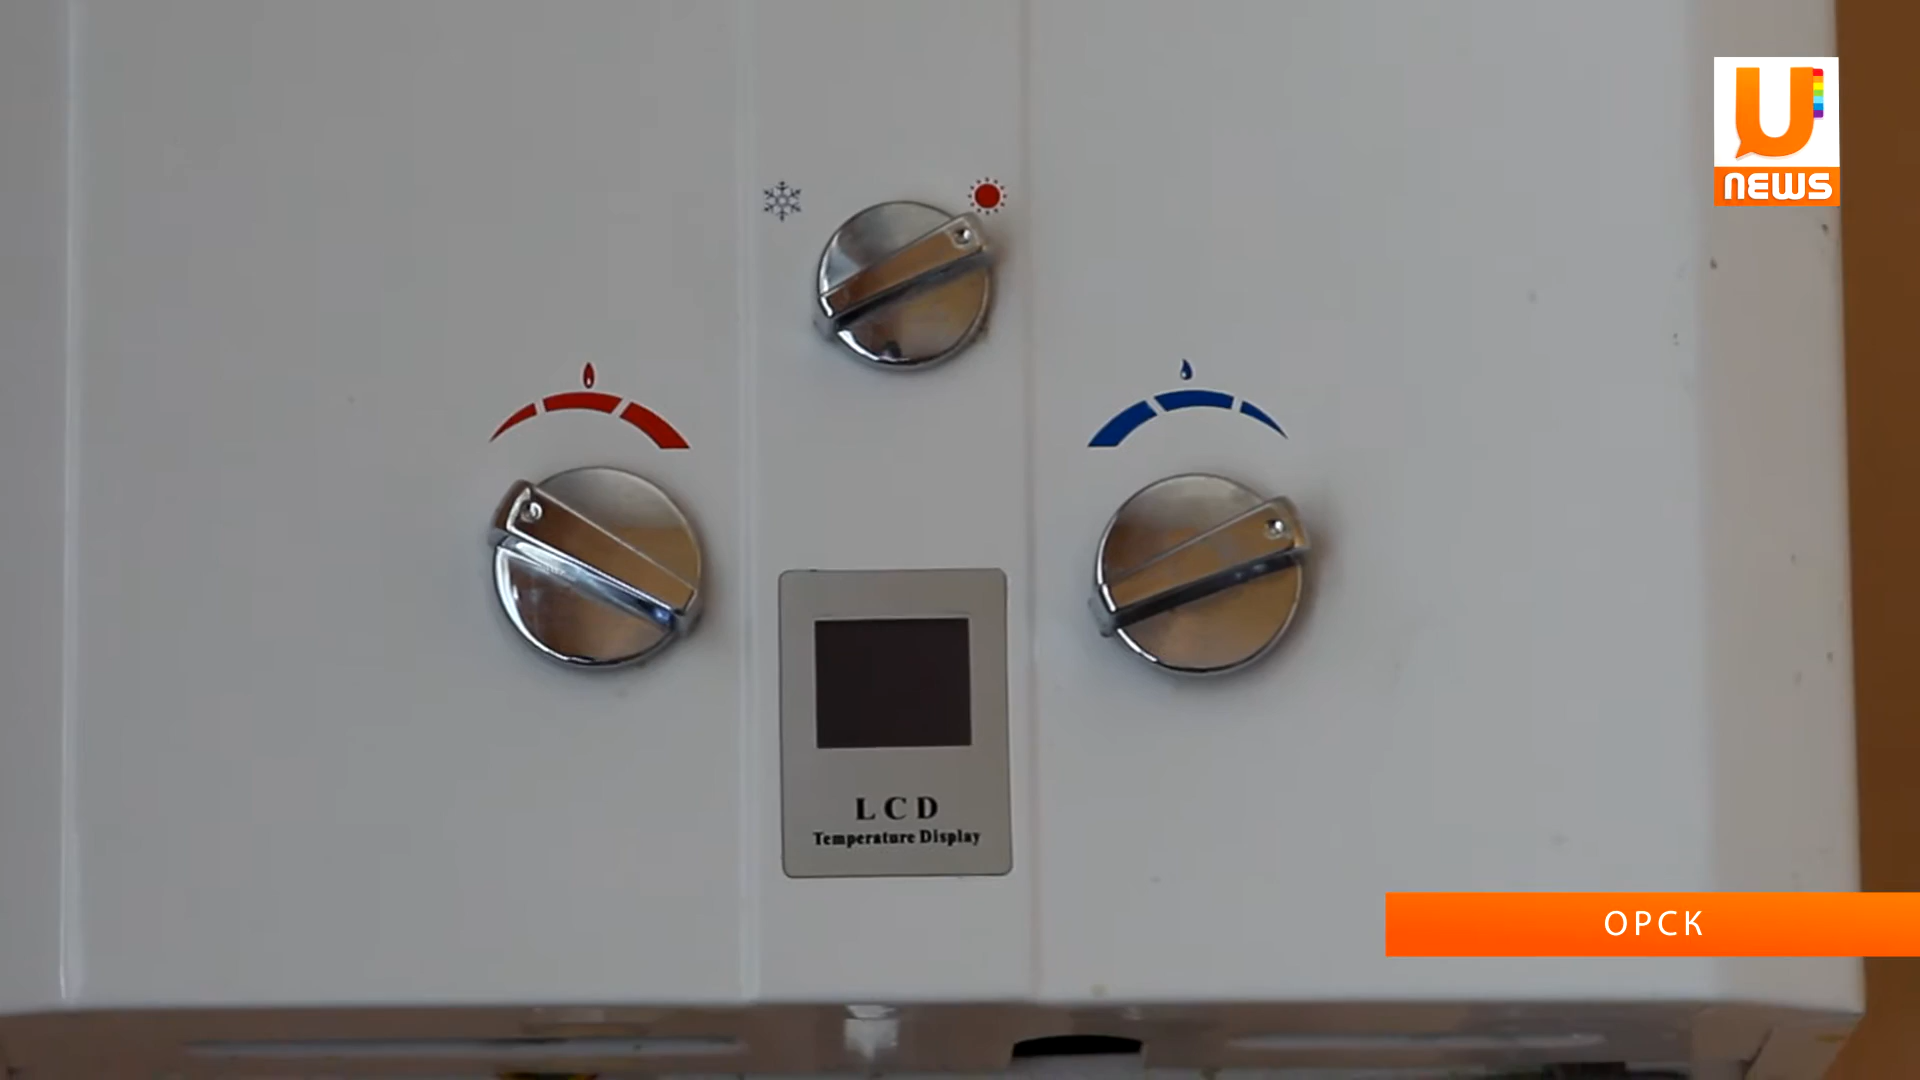 U
NEWS
LCD
Temperature Display
ОРСК